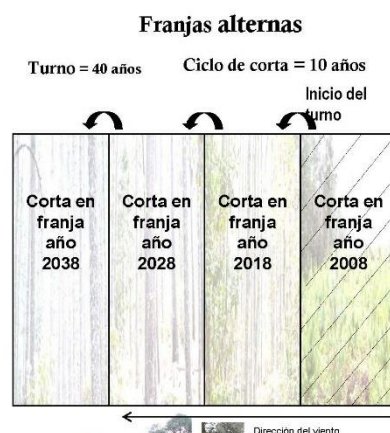 Franjas alternas
Turno = 40 años
Ciclo de corta = 10 años
Inicio del
turno
Corta en
franja
año
2038
Corta en
franja
año
2028
Corta en
franja
año
2018
Corta en
franja
año
2008
Dirección del viento